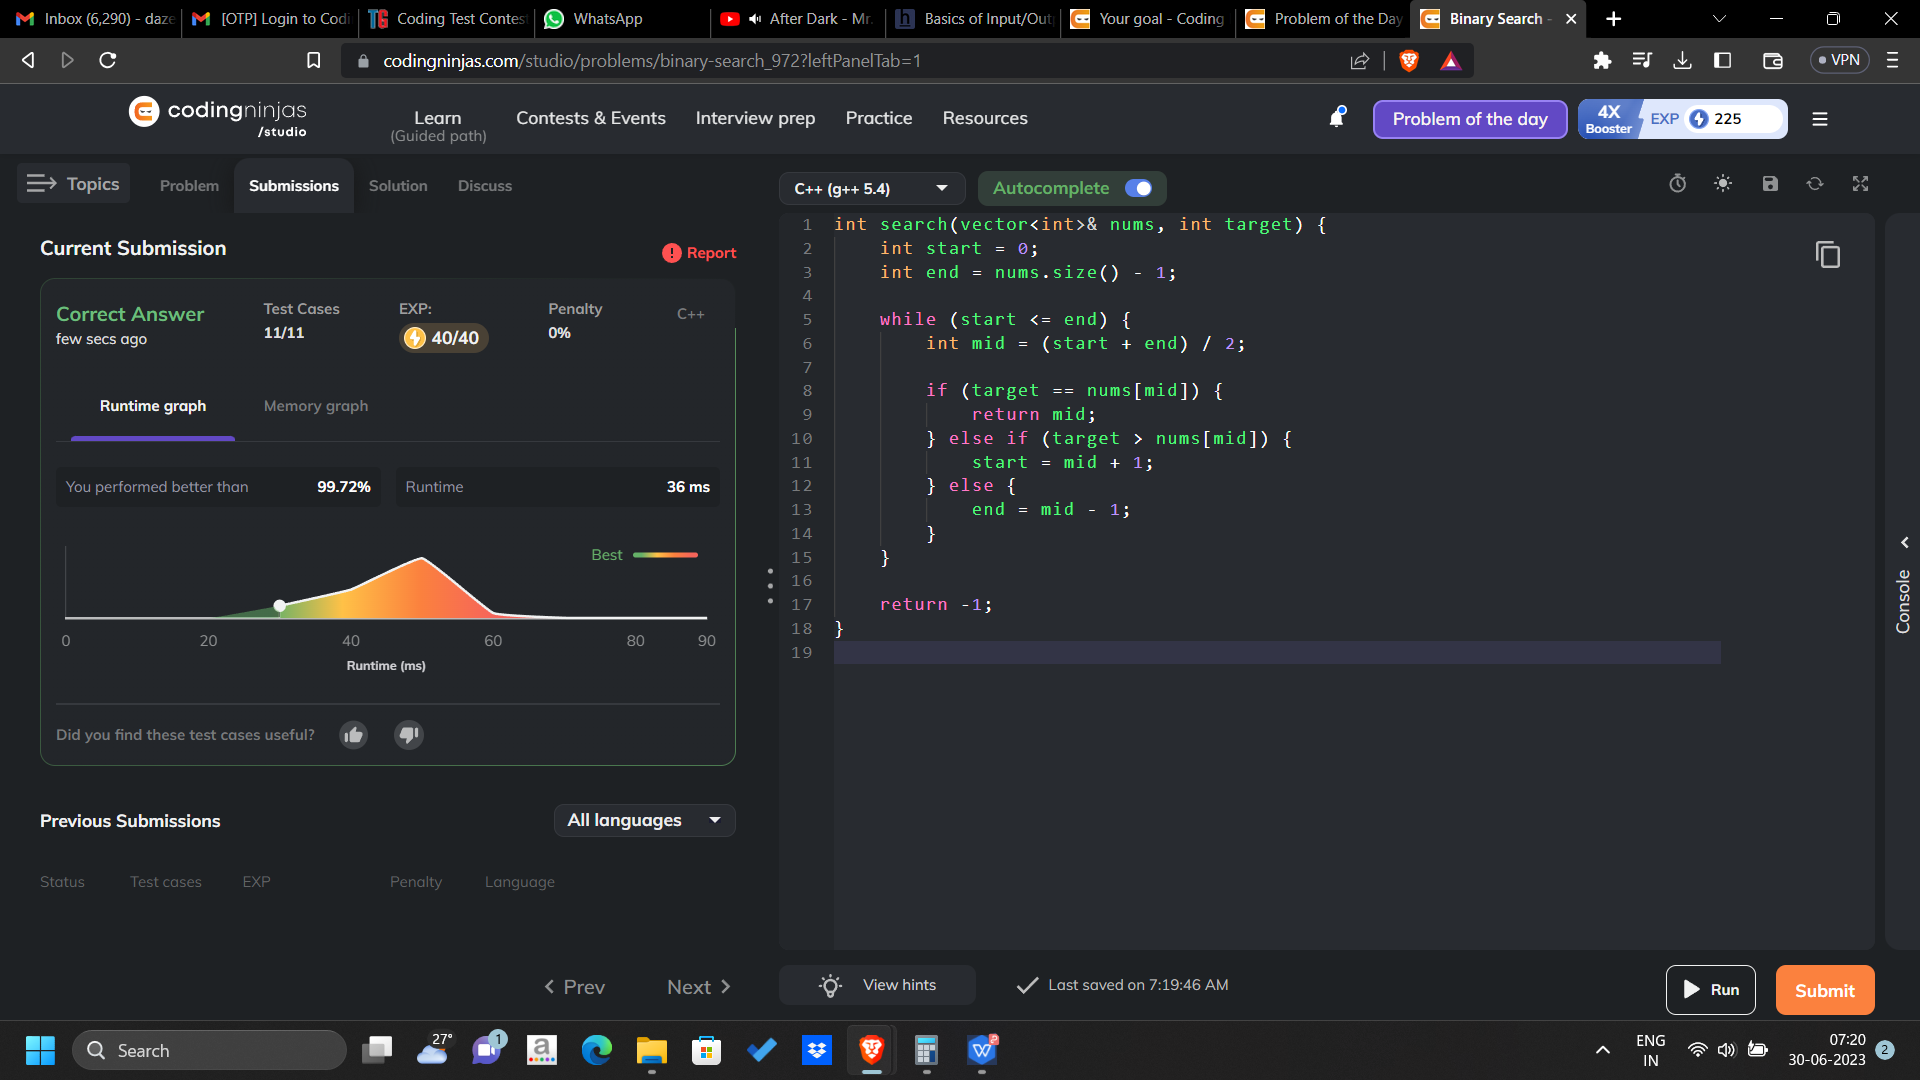 Inbox (6,290) - daze
[OTP] Login to Codi
TG Coding Test Contest
WhatsApp
After Dark - Mr.
h Basics of Input/Outp
Your goal - Coding
Problem of the Day
Binary Search -
codingninjas.com/studio/problems/binary-search_972?leftPanelTab=1
VPN
codingninjas
/studio
Learn
(Guided path)
Contests & Events
Interview prep
Practice
Resources
Problem of the day
4X
Booster
EXP
225
Topics
Problem
Submissions
Solution
Discuss
C++ (g++ 5.4)
Autocomplete
Current Submission
Report
Correct Answer
few secs ago
Test Cases
11/11
EXP:
40/40
Penalty
0%
C++
Runtime graph
Memory graph
You performed better than 99.72%
Runtime 36 ms
Best
0 20 40 60 80 90
Runtime (ms)
Did you find these test cases useful?
Previous Submissions
All languages
Status Test cases EXP Penalty Language
Prev
Next
1 int search(vector<int>& nums, int target) {
2     int start = 0;
3     int end = nums.size() - 1;
4
5     while (start <= end) {
6         int mid = (start + end) / 2;
7
8         if (target == nums[mid]) {
9             return mid;
10         } else if (target > nums[mid]) {
11             start = mid + 1;
12         } else {
13             end = mid - 1;
14         }
15     }
16
17     return -1;
18 }
19
Console
View hints
Last saved on 7:19:46 AM
Run
Submit
Search
27°
1
a
W
P
ENG
IN
07:20
30-06-2023
2